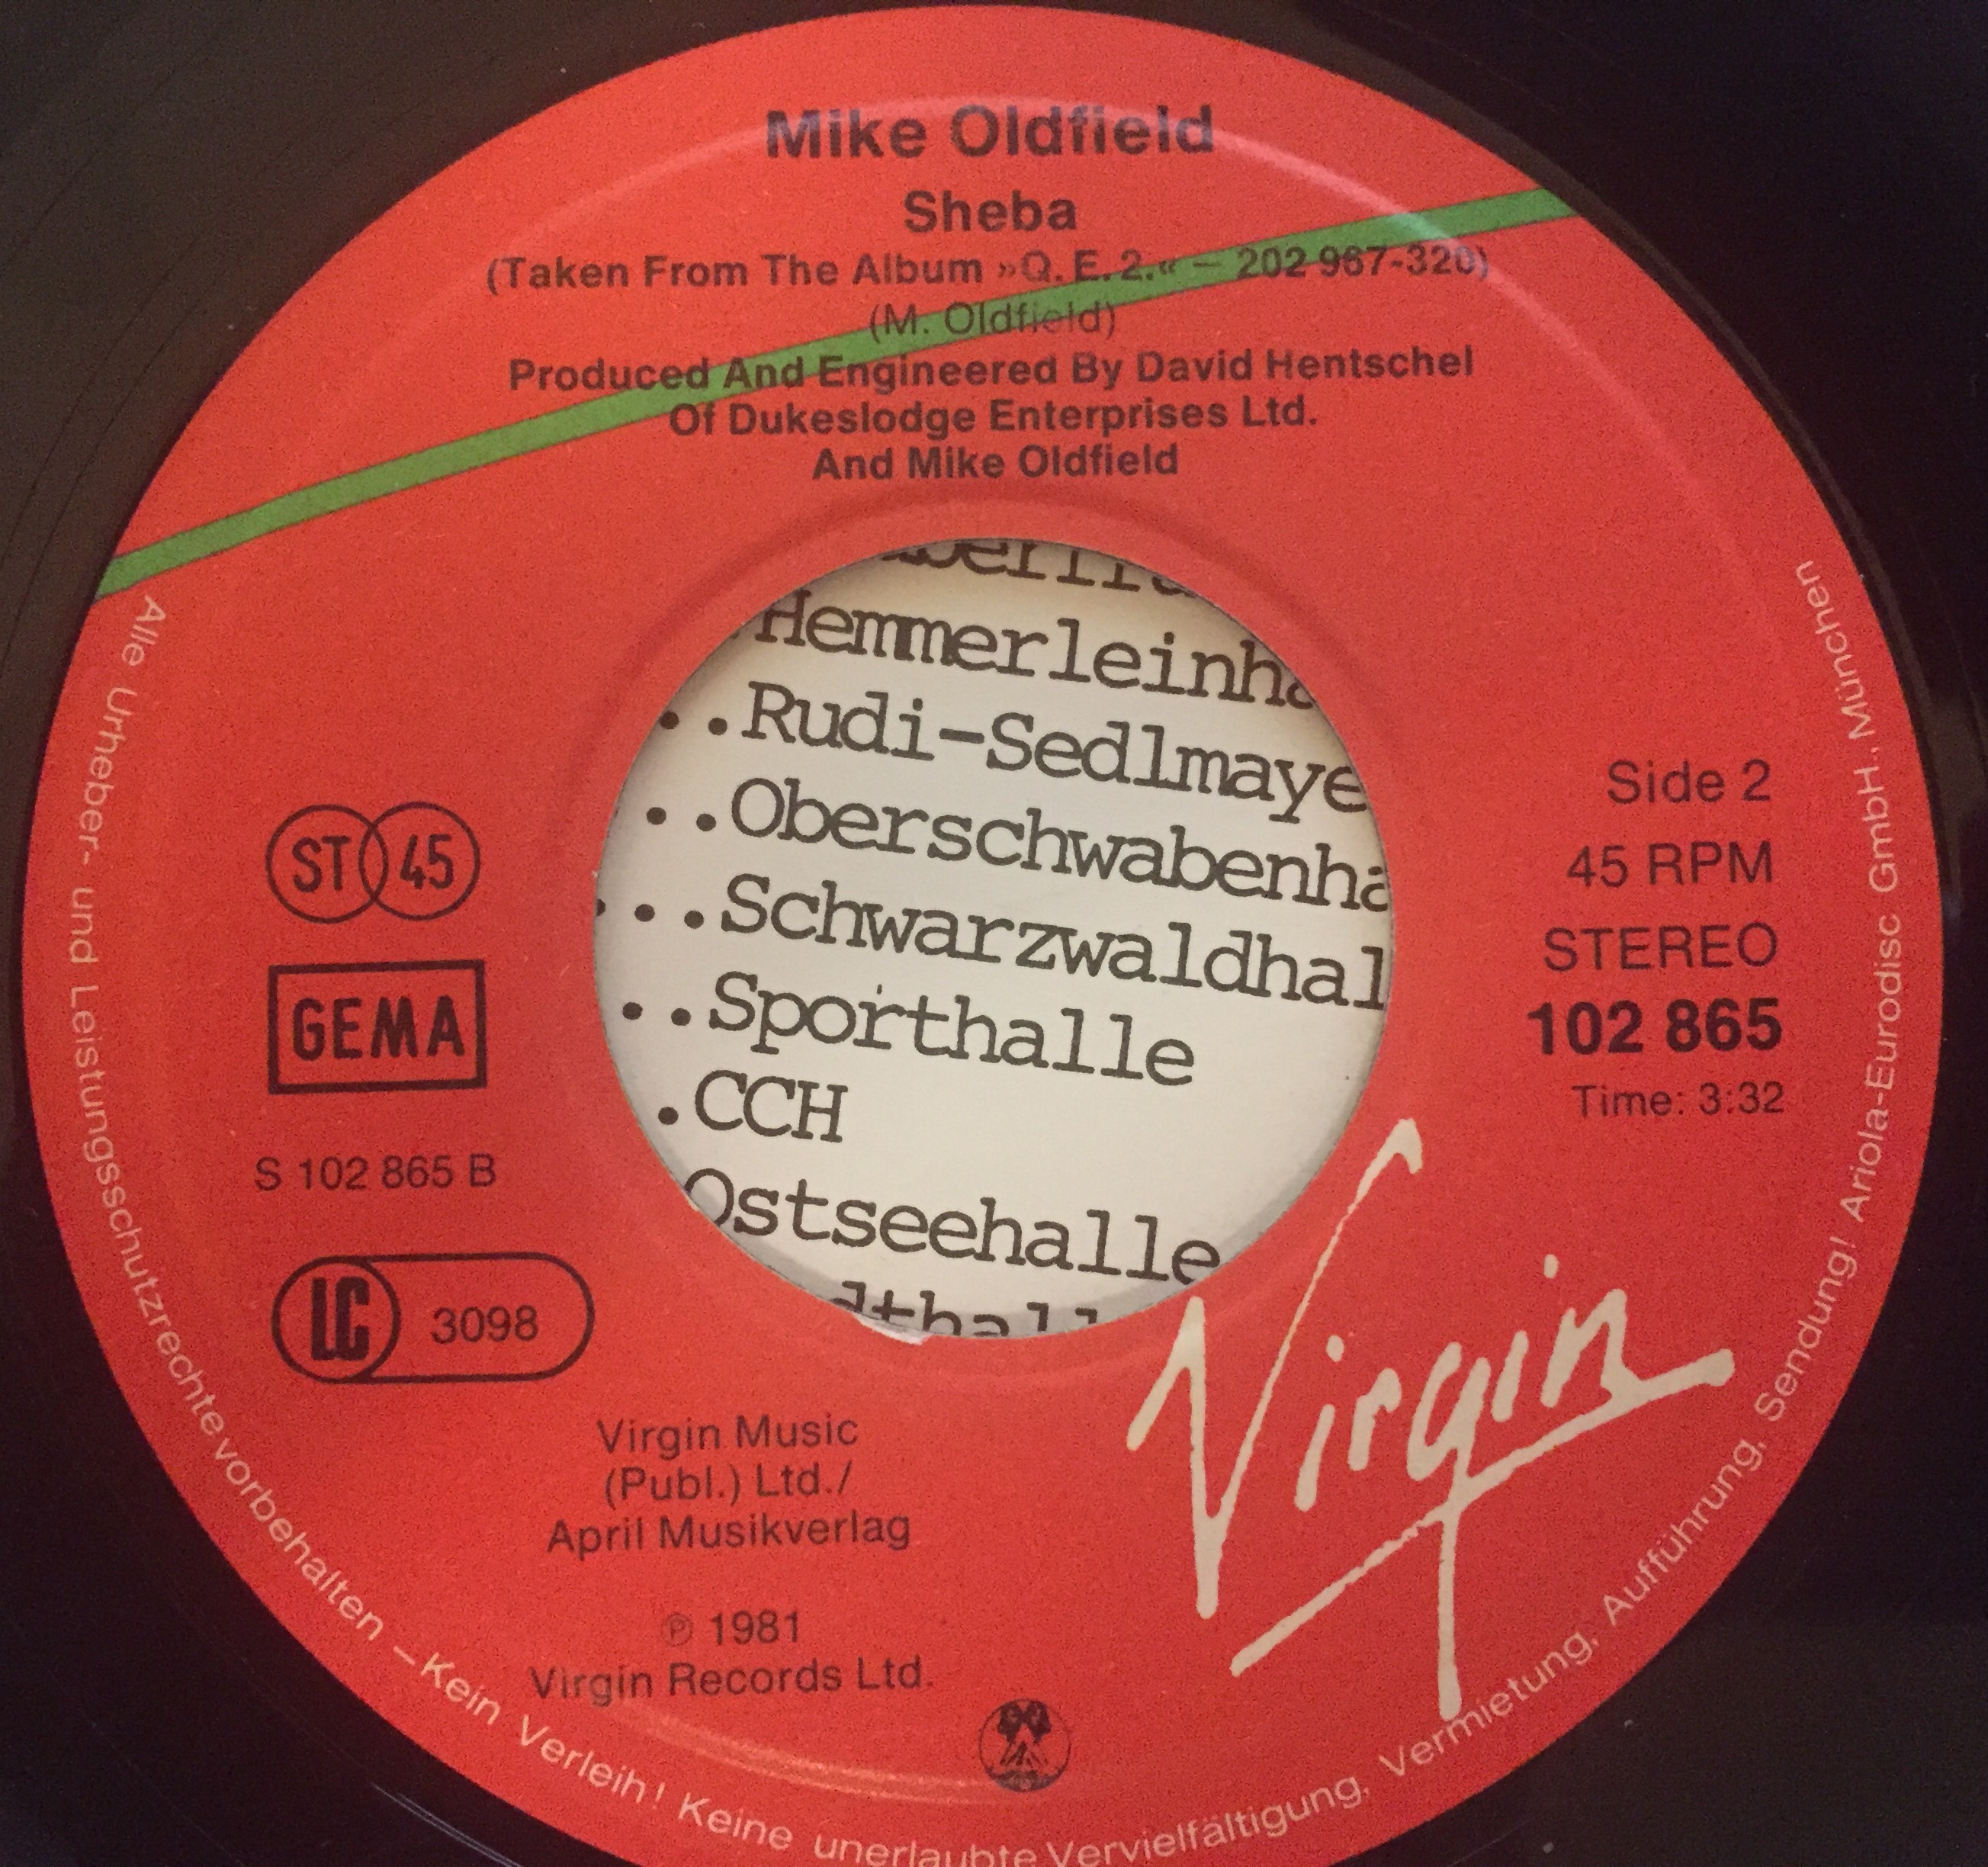 Mike Oldfield
Sheba
(Taken From The Album »Q.E.2.« – 202 967-320)
(M. Oldfield)
Produced And Engineered By David Hentschel
Of Dukeslodge Enterprises Ltd.
And Mike Oldfield
Hemmerleinha
..Rudi-Sedlmaye
..Oberschwabenha
...Schwarzwaldhal
..Sporthalle
.CCH
Ostseehalle
ST 45
GEMA
S 102 865 B
LC 3098
Side 2
45 RPM
STEREO
102 865
Time: 3:32
Virgin
Virgin Music
(Publ.) Ltd./
April Musikverlag
℗ 1981
Virgin Records Ltd.
Alle Urheber- und Leistungsschutzrechte vorbehalten – Kein Verleih! Keine unerlaubte Vervielfältigung, Vermietung, Aufführung, Sendung! Ariola-Eurodisc GmbH., München